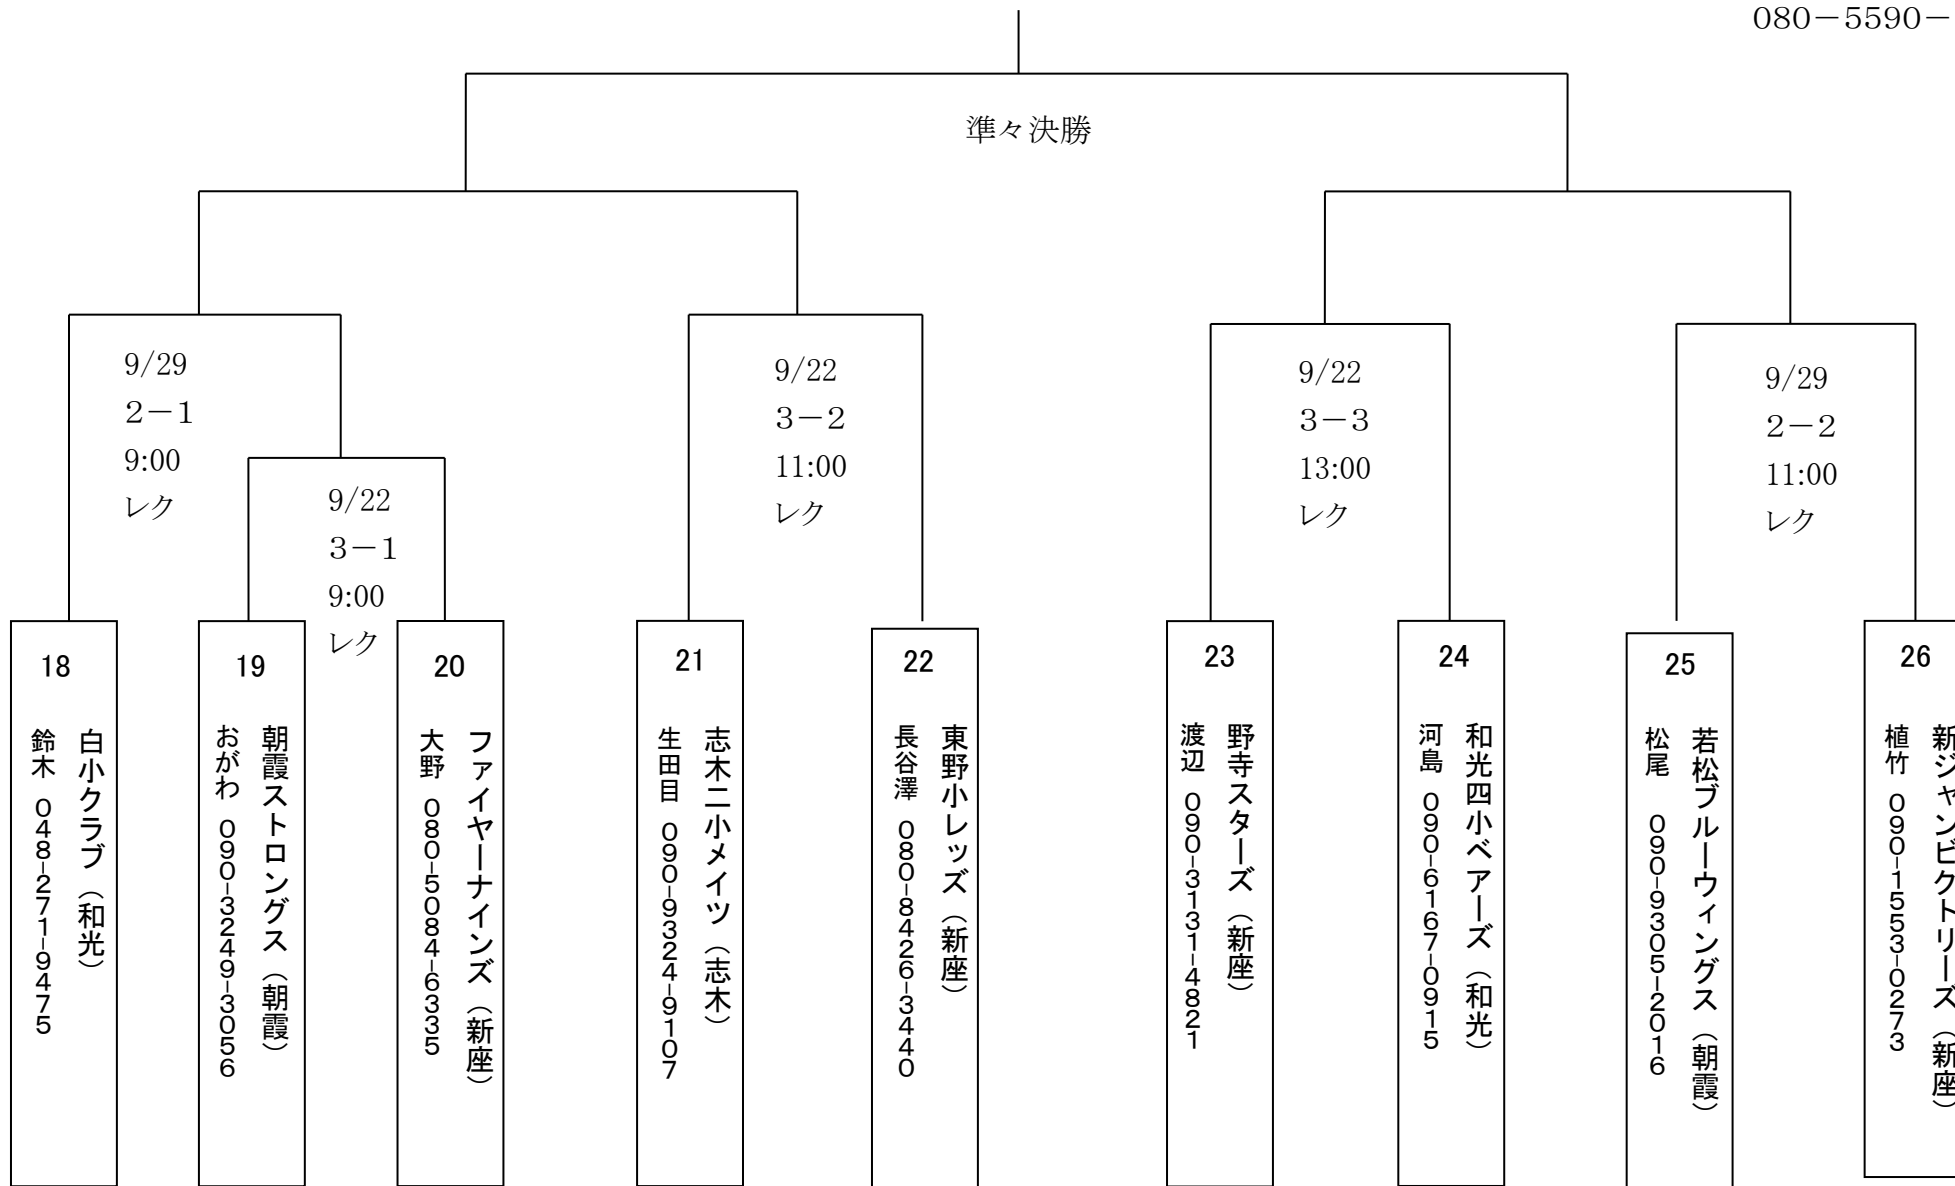 080－5590－
準々決勝
9/29
２－１
9:00
レク
9/22
３－１
9:00
レク
9/22
３－２
11:00
レク
9/22
３－３
13:00
レク
9/29
２－２
11:00
レク
18
白小クラブ（和光）
鈴木 048-271-9475
19
朝霞ストロングス（朝霞）
おがわ 090-3249-3056
20
ファイヤーナインズ（新座）
大野 080-5084-6335
21
志木二小メイツ（志木）
生田目 090-9324-9107
22
東野小レッズ（新座）
長谷澤 080-8426-3440
23
野寺スターズ（新座）
渡辺 090-3131-4821
24
和光四小ベアーズ（和光）
河島 090-6167-0915
25
若松ブルーウィングス（朝霞）
松尾 090-9305-2016
26
新ジャンビクトリーズ（新座）
植竹 090-1553-0273